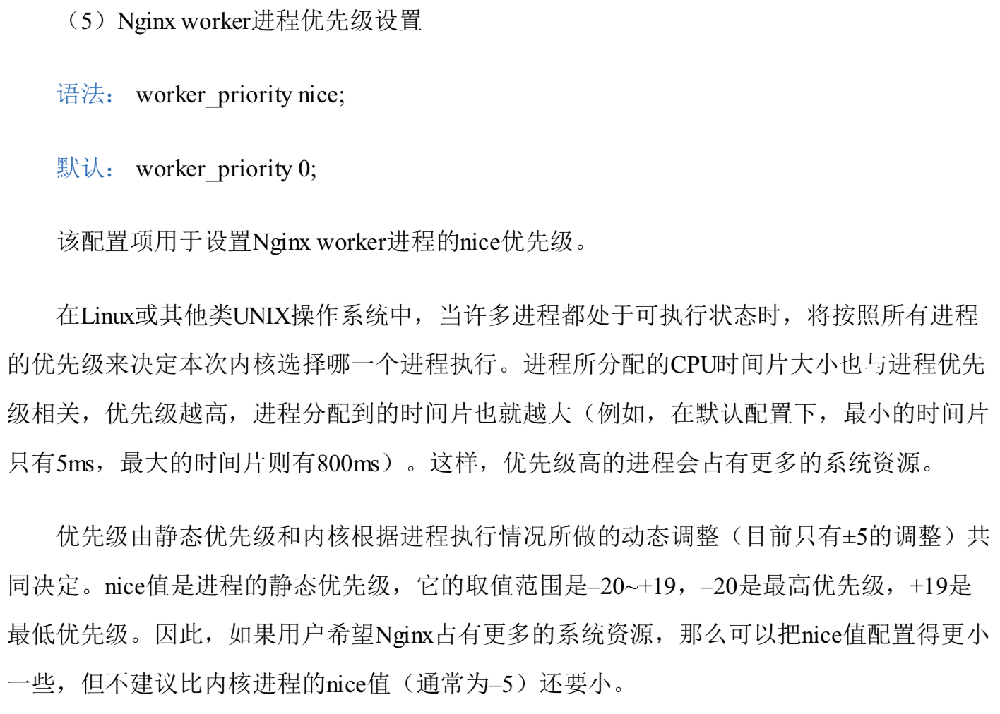 （5）Nginx worker进程优先级设置
语法： worker_priority nice;
默认： worker_priority 0;
该配置项用于设置Nginx worker进程的nice优先级。
在Linux或其他类UNIX操作系统中，当许多进程都处于可执行状态时，将按照所有进程
的优先级来决定本次内核选择哪一个进程执行。进程所分配的CPU时间片大小也与进程优先
级相关，优先级越高，进程分配到的时间片也就越大（例如，在默认配置下，最小的时间片
只有5ms，最大的时间片则有800ms）。这样，优先级高的进程会占有更多的系统资源。
优先级由静态优先级和内核根据进程执行情况所做的动态调整（目前只有±5的调整）共
同决定。nice值是进程的静态优先级，它的取值范围是–20~+19，–20是最高优先级，+19是
最低优先级。因此，如果用户希望Nginx占有更多的系统资源，那么可以把nice值配置得更小
一些，但不建议比内核进程的nice值（通常为–5）还要小。